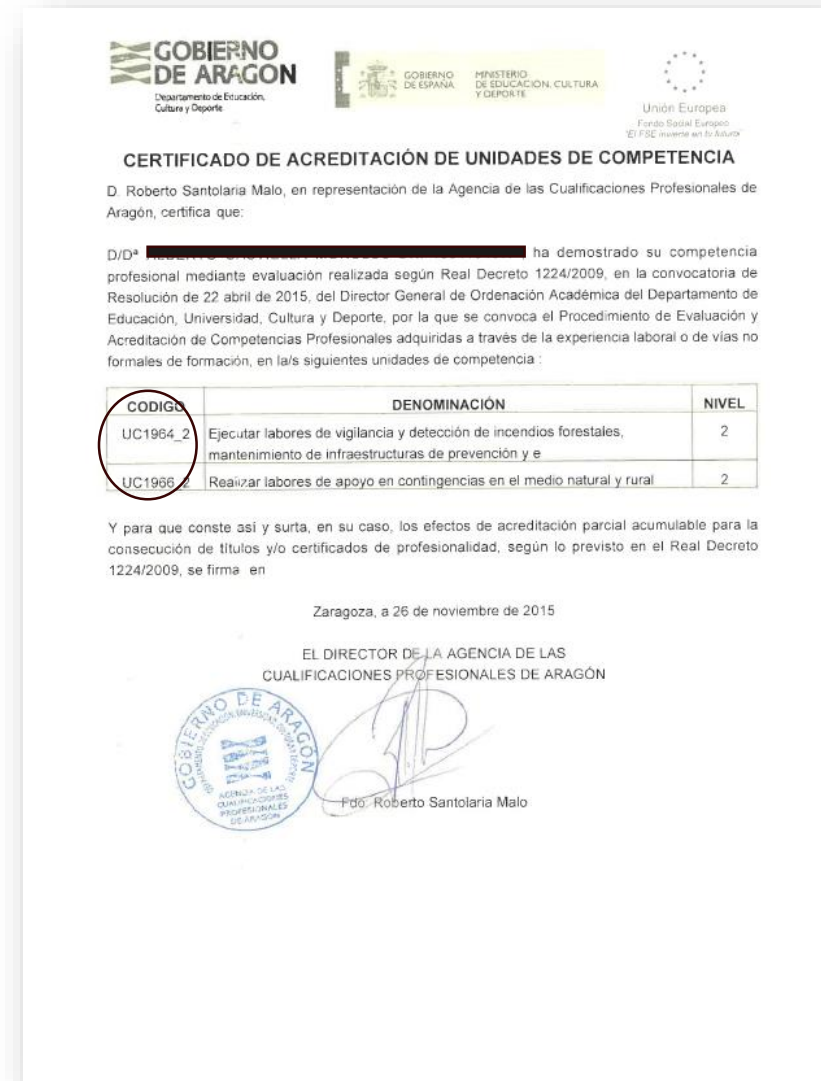 GOBIERNO
DE ARAGON
Departamento de Educación,
Cultura y Deporte
GOBIERNO
DE ESPAÑA
MINISTERIO
DE EDUCACIÓN, CULTURA
Y DEPORTE
Unión Europea
Fondo Social Europeo
"El FSE invierte en tu futuro"
CERTIFICADO DE ACREDITACIÓN DE UNIDADES DE COMPETENCIA
D. Roberto Santolaria Malo, en representación de la Agencia de las Cualificaciones Profesionales de
Aragón, certifica que:
D/Dª ha demostrado su competencia
profesional mediante evaluación realizada según Real Decreto 1224/2009, en la convocatoria de
Resolución de 22 abril de 2015, del Director General de Ordenación Académica del Departamento de
Educación, Universidad, Cultura y Deporte, por la que se convoca el Procedimiento de Evaluación y
Acreditación de Competencias Profesionales adquiridas a través de la experiencia laboral o de vías no
formales de formación, en la/s siguientes unidades de competencia :
CODIGO DENOMINACIÓN NIVEL
UC1964_2 Ejecutar labores de vigilancia y detección de incendios forestales, 2
mantenimiento de infraestructuras de prevención y e
UC1966_2 Realizar labores de apoyo en contingencias en el medio natural y rural 2
Y para que conste así y surta, en su caso, los efectos de acreditación parcial acumulable para la
consecución de títulos y/o certificados de profesionalidad, según lo previsto en el Real Decreto
1224/2009, se firma en
Zaragoza, a 26 de noviembre de 2015
EL DIRECTOR DE LA AGENCIA DE LAS
CUALIFICACIONES PROFESIONALES DE ARAGÓN
GOBIERNO DE ARAGÓN
DEPARTAMENTO DE EDUCACIÓN, UNIVERSIDAD, CULTURA Y DEPORTE
AGENCIA DE LAS
CUALIFICACIONES
PROFESIONALES
DE ARAGÓN
Fdo: Roberto Santolaria Malo